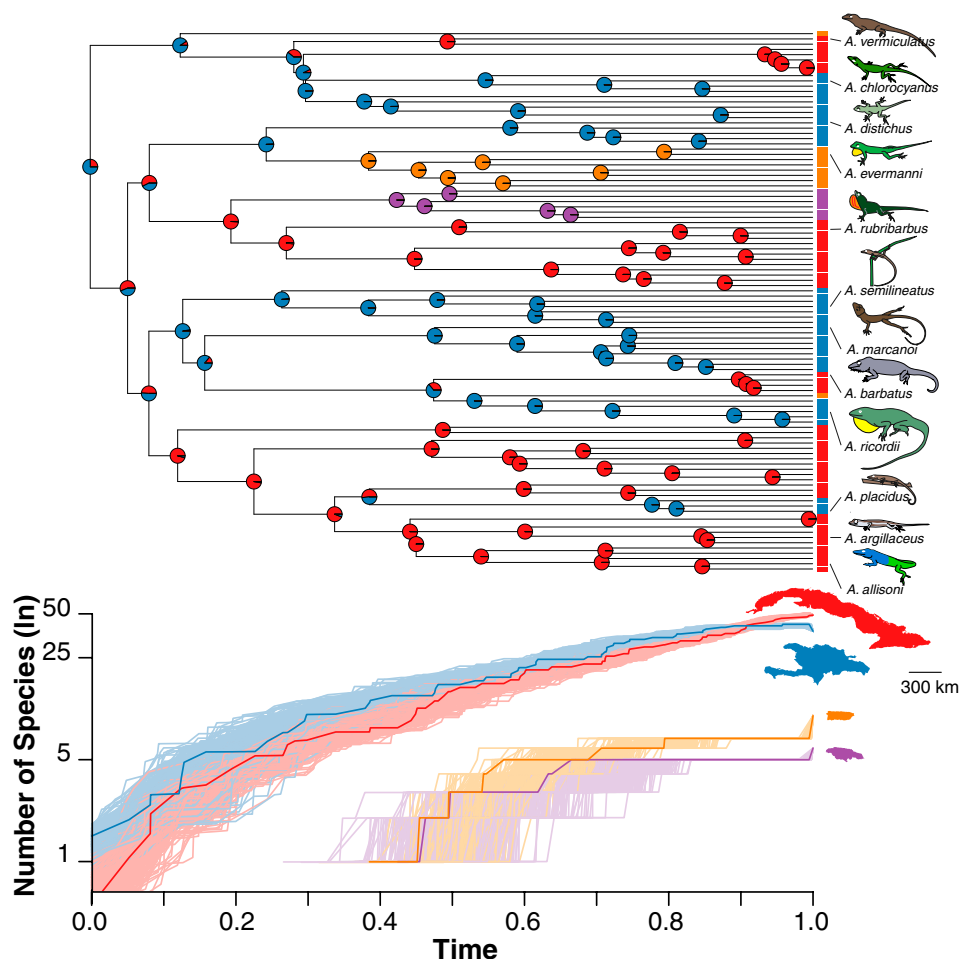 A. vermiculatus
A. chlorocyanus
A. distichus
A. evermanni
A. rubribarbus
A. semilineatus
A. marcanoi
A. barbatus
A. ricordii
A. placidus
A. argillaceus
A. allisoni
50
25
5
1
Number of Species (ln)
300 km
0.0 0.2 0.4 0.6 0.8 1.0
Time